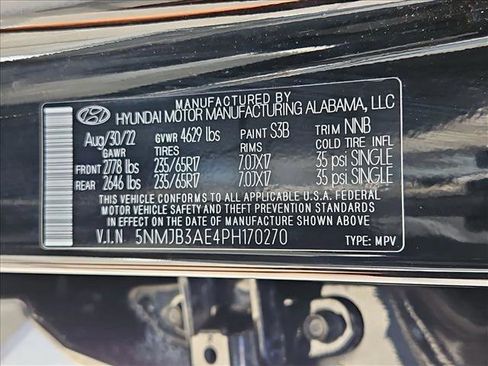 MANUFACTURED BY
HYUNDAI MOTOR MANUFACTURING ALABAMA, LLC
Aug/30/22 GVWR 4629 lbs PAINT S3B TRIM NNB
GAWR TIRES RIMS COLD TIRE INFL
FRONT 2778 lbs 235/65R17 7.0JX17 35 psi SINGLE
REAR 2646 lbs 235/65R17 7.0JX17 35 psi SINGLE
THIS VEHICLE CONFORMS TO ALL APPLICABLE U.S.A. FEDERAL
MOTOR VEHICLE SAFETY AND THEFT PREVENTION STANDARDS
IN EFFECT ON THE DATE OF MANUFACTURE SHOWN ABOVE.
V.I.N 5NMJB3AE4PH170270 TYPE: MPV